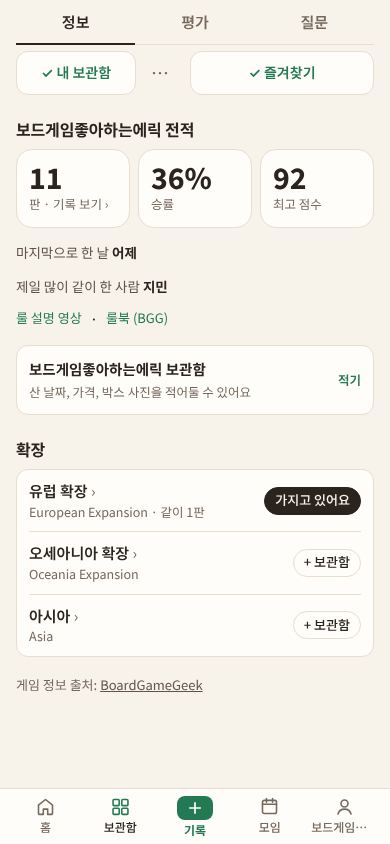 정보 평가 질문
✓ 내 보관함 ··· ✓ 즐겨찾기
보드게임좋아하는에릭 전적
11 36% 92
판 · 기록 보기 › 승률 최고 점수
마지막으로 한 날 어제
제일 많이 같이 한 사람 지민
룰 설명 영상 · 룰북 (BGG)
보드게임좋아하는에릭 보관함
산 날짜, 가격, 박스 사진을 적어둘 수 있어요
적기
확장
유럽 확장 ›
European Expansion · 같이 1판
가지고 있어요
오세아니아 확장 ›
Oceania Expansion
+ 보관함
아시아 ›
Asia
+ 보관함
게임 정보 출처: BoardGameGeek
홈 보관함 기록 모임 보드게임…